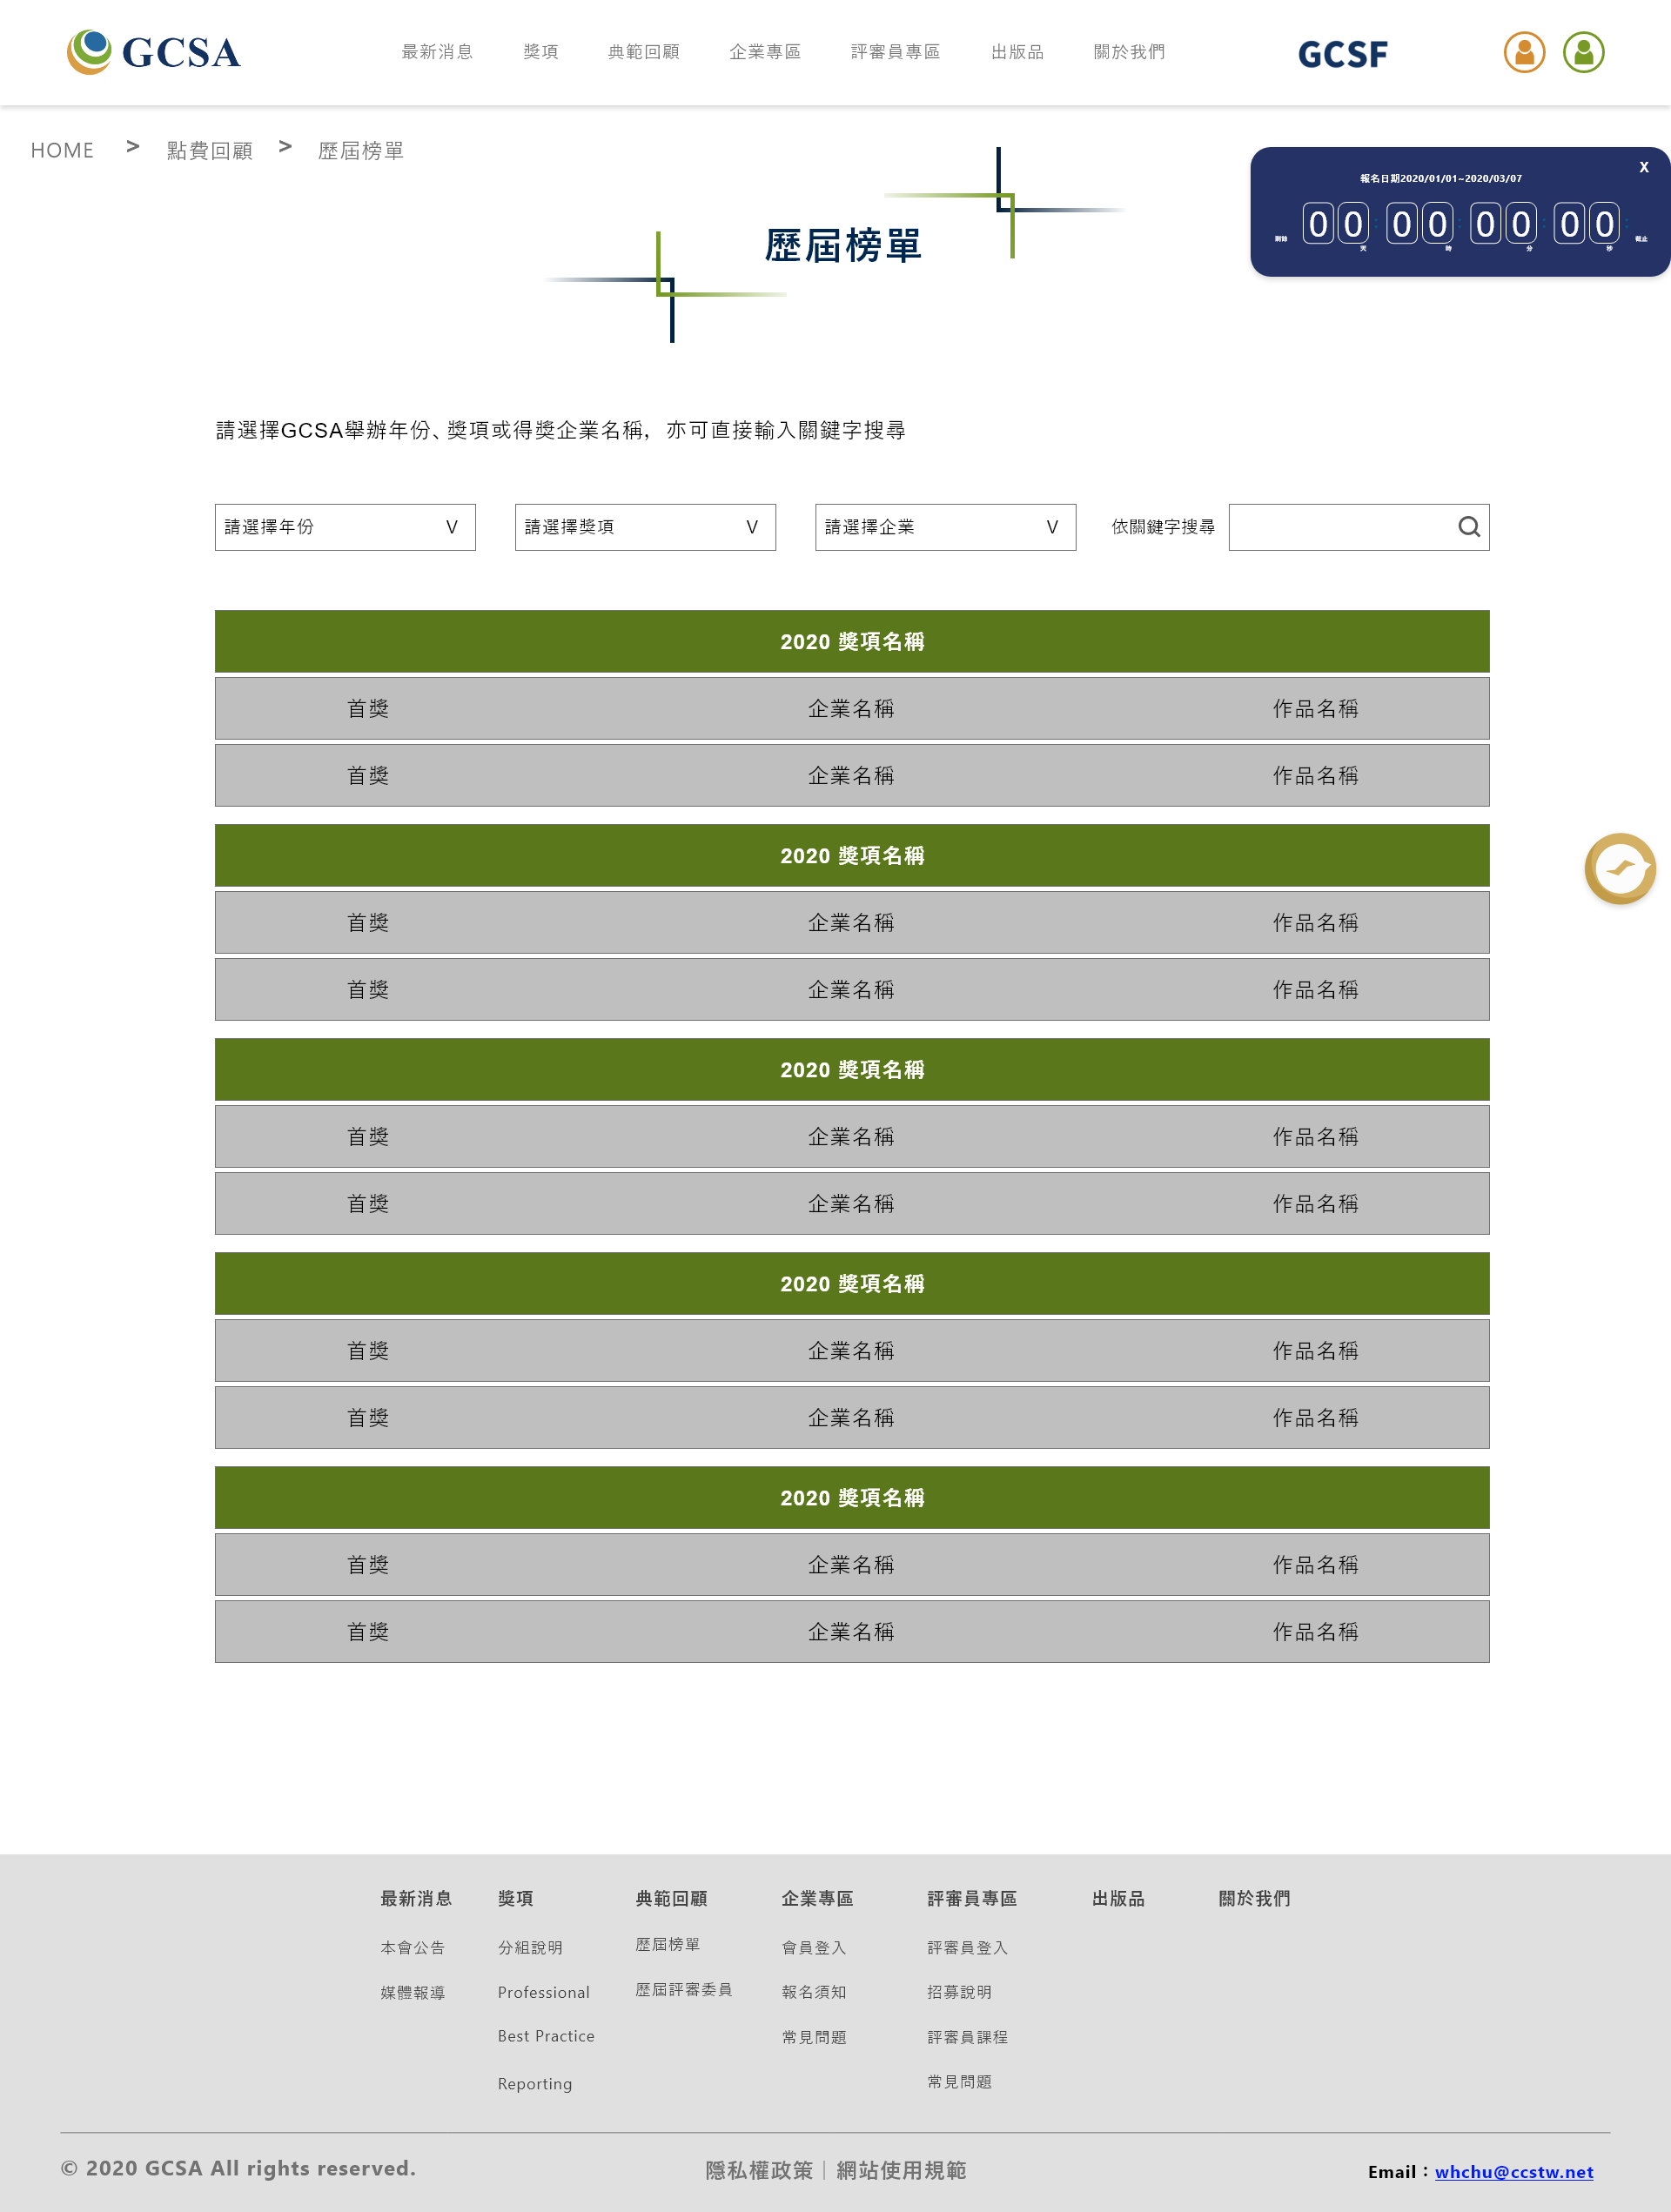 GCSA
最新消息 獎項 典範回顧 企業專區 評審員專區 出版品 關於我們
GCSF
HOME > 點費回顧 > 歷屆榜單
X
報名日期2020/01/01~2020/03/07
剩餘 00 : 00 : 00 : 00 : 截止
天 時 分 秒
歷屆榜單
請選擇GCSA舉辦年份、獎項或得獎企業名稱，亦可直接輸入關鍵字搜尋
請選擇年份 V 請選擇獎項 V 請選擇企業 V 依關鍵字搜尋
2020 獎項名稱
首獎 企業名稱 作品名稱
首獎 企業名稱 作品名稱
2020 獎項名稱
首獎 企業名稱 作品名稱
首獎 企業名稱 作品名稱
2020 獎項名稱
首獎 企業名稱 作品名稱
首獎 企業名稱 作品名稱
2020 獎項名稱
首獎 企業名稱 作品名稱
首獎 企業名稱 作品名稱
2020 獎項名稱
首獎 企業名稱 作品名稱
首獎 企業名稱 作品名稱
最新消息 獎項 典範回顧 企業專區 評審員專區 出版品 關於我們
本會公告 分組說明 歷屆榜單 會員登入 評審員登入
媒體報導 Professional 歷屆評審委員 報名須知 招募說明
Best Practice 常見問題 評審員課程
Reporting 常見問題
© 2020 GCSA All rights reserved. 隱私權政策｜網站使用規範 Email：whchu@ccstw.net